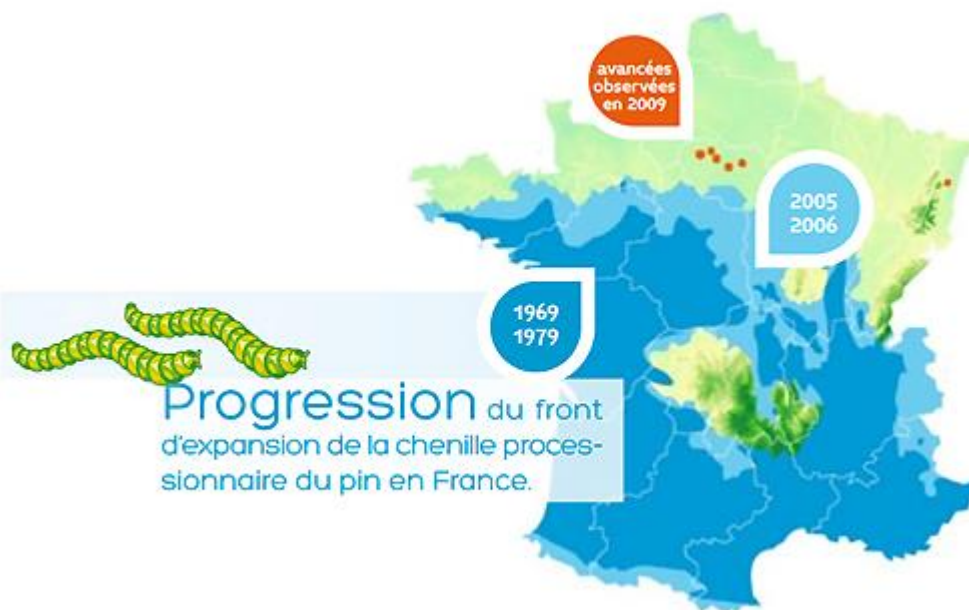 avancées
observées
en 2009
2005
2006
1969
1979
Progression du front
d'expansion de la chenille proces-
sionnaire du pin en France.